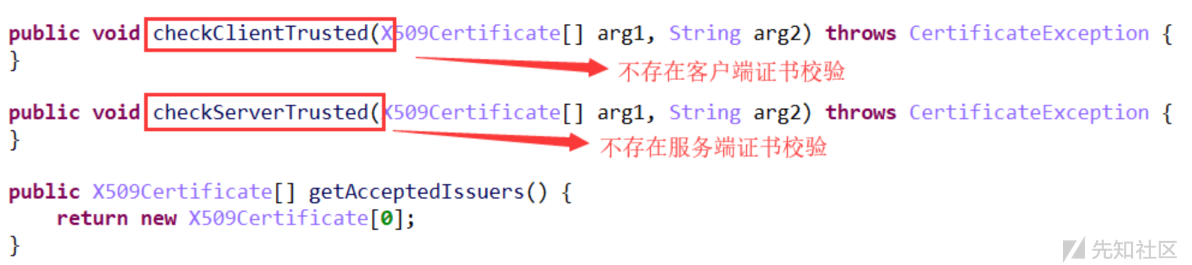 public void checkClientTrusted(X509Certificate[] arg1, String arg2) throws CertificateException {
}
不存在客户端证书校验
public void checkServerTrusted(X509Certificate[] arg1, String arg2) throws CertificateException {
}
不存在服务端证书校验
public X509Certificate[] getAcceptedIssuers() {
    return new X509Certificate[0];
}
先知社区